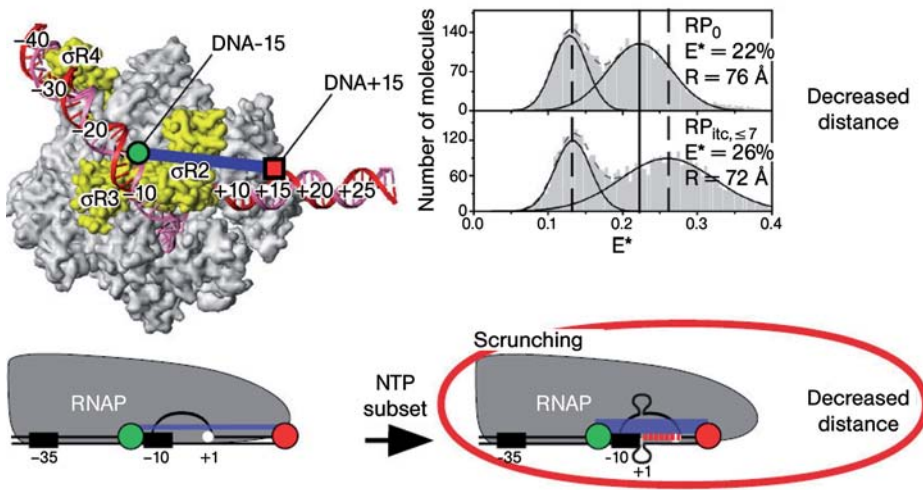 −40
σR4
DNA-15
−30
DNA+15
−20
σR2
σR3
−10
+10
+15
+20
+25
Number of molecules
140
70
0
RP0
E* = 22%
R = 76 Å
120
60
0
RPitc,≤7
E* = 26%
R = 72 Å
0.0
0.1
0.2
0.3
0.4
E*
Decreased
distance
RNAP
−35
−10
+1
NTP
subset
Scrunching
RNAP
−35
−10
+1
Decreased
distance